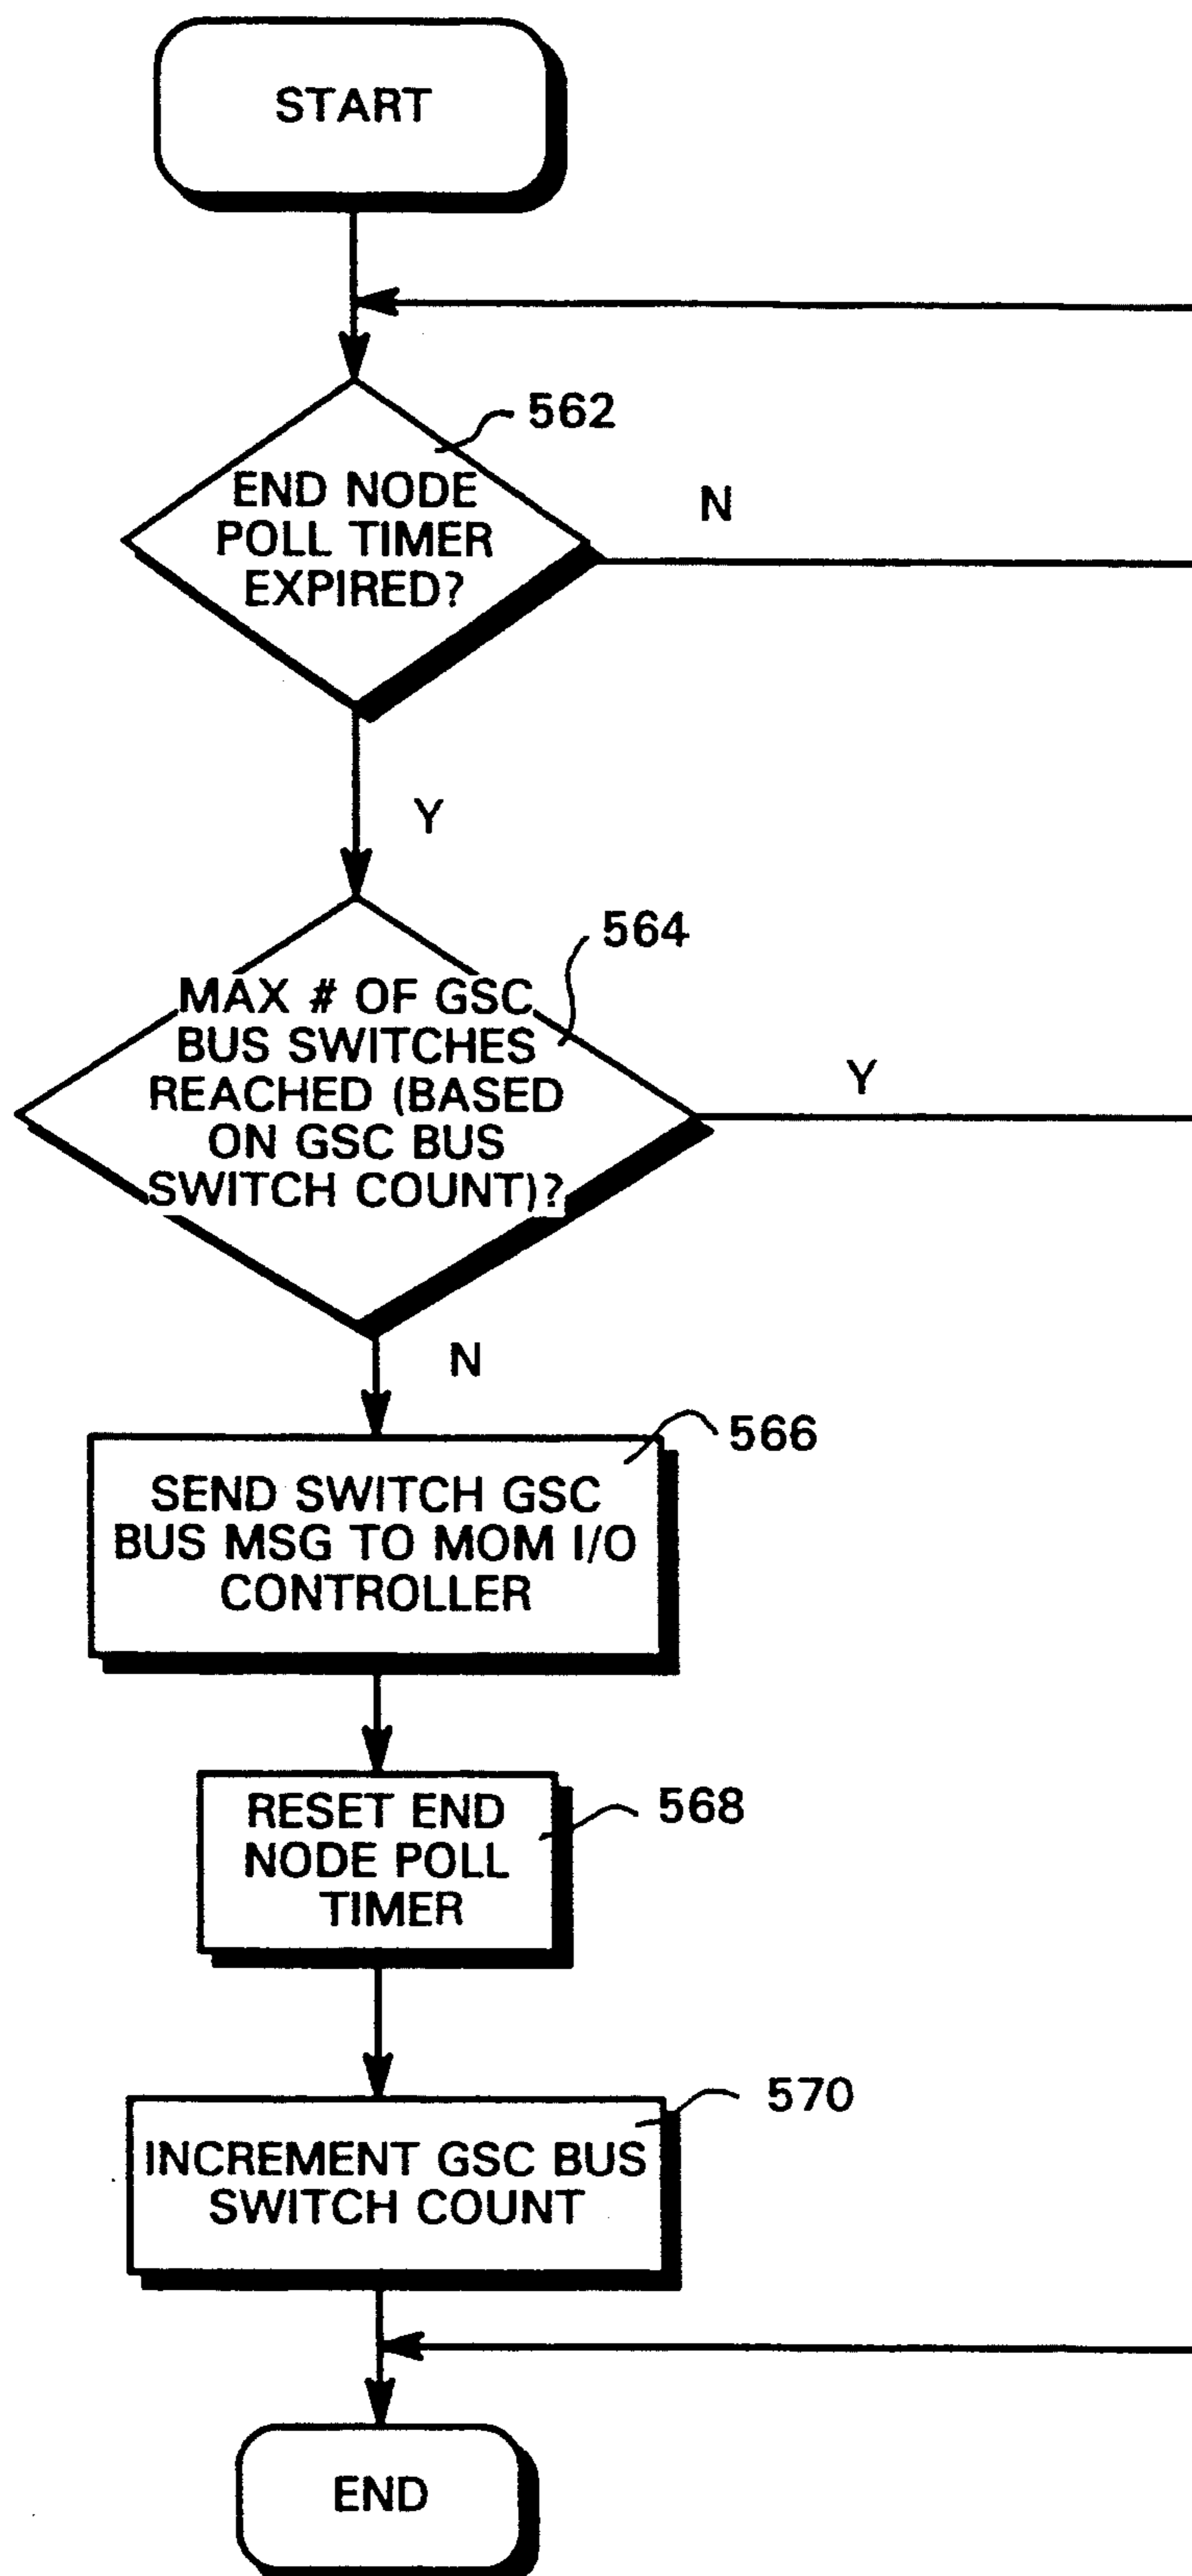 START
562
END NODE
POLL TIMER
EXPIRED?
N
Y
564
MAX # OF GSC
BUS SWITCHES
REACHED (BASED
ON GSC BUS
SWITCH COUNT)?
Y
N
566
SEND SWITCH GSC
BUS MSG TO MOM I/O
CONTROLLER
568
RESET END
NODE POLL
TIMER
570
INCREMENT GSC BUS
SWITCH COUNT
END